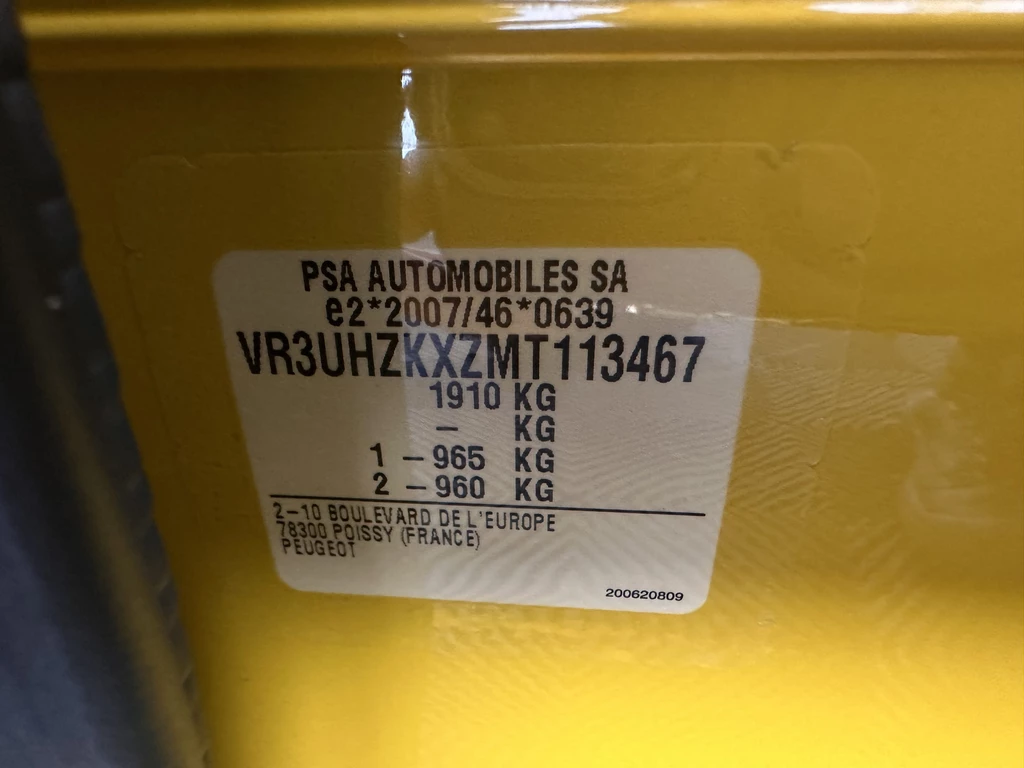 PSA AUTOMOBILES SA
e2*2007/46*0639
VR3UHZKXZMT113467
1910 KG
– KG
1 –965 KG
2 –960 KG
2–10 BOULEVARD DE L'EUROPE
78300 POISSY (FRANCE)
PEUGEOT
200620809